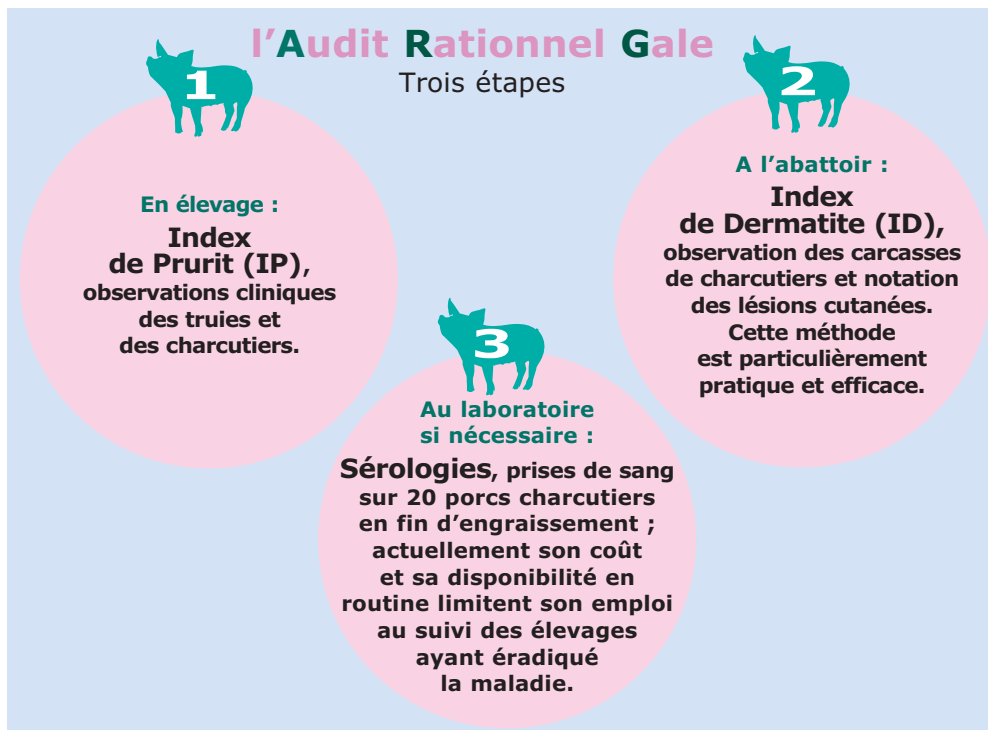 l'Audit Rationnel Gale
Trois étapes
1
En élevage :
Index
de Prurit (IP),
observations cliniques
des truies et
des charcutiers.
2
A l'abattoir :
Index
de Dermatite (ID),
observation des carcasses
de charcutiers et notation
des lésions cutanées.
Cette méthode
est particulièrement
pratique et efficace.
3
Au laboratoire
si nécessaire :
Sérologies, prises de sang
sur 20 porcs charcutiers
en fin d'engraissement ;
actuellement son coût
et sa disponibilité en
routine limitent son emploi
au suivi des élevages
ayant éradiqué
la maladie.